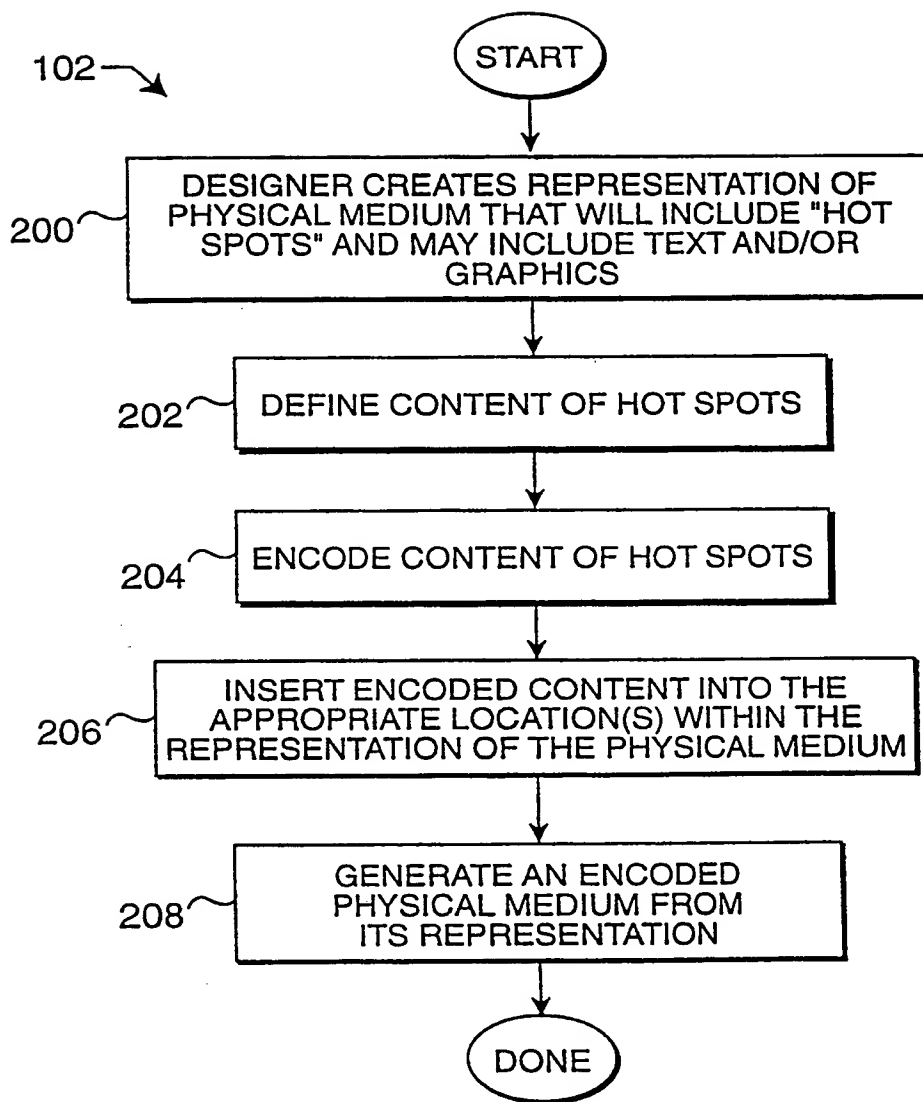 102
START
200
DESIGNER CREATES REPRESENTATION OF
PHYSICAL MEDIUM THAT WILL INCLUDE "HOT
SPOTS" AND MAY INCLUDE TEXT AND/OR
GRAPHICS
202
DEFINE CONTENT OF HOT SPOTS
204
ENCODE CONTENT OF HOT SPOTS
206
INSERT ENCODED CONTENT INTO THE
APPROPRIATE LOCATION(S) WITHIN THE
REPRESENTATION OF THE PHYSICAL MEDIUM
208
GENERATE AN ENCODED
PHYSICAL MEDIUM FROM
ITS REPRESENTATION
DONE